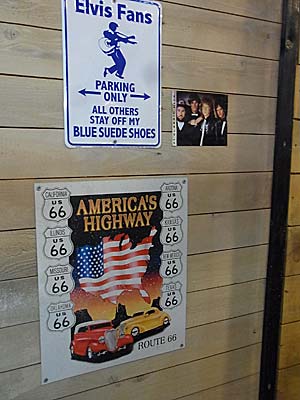 Elvis Fans
PARKING
ONLY
ALL OTHERS
STAY OFF MY
BLUE SUEDE SHOES
AMERICA'S
HIGHWAY
CALIFORNIA
US
66
ILLINOIS
US
66
MISSOURI
US
66
OKLAHOMA
US
66
ARIZONA
US
66
KANSAS
US
66
NEW MEXICO
US
66
TEXAS
US
66
ROUTE 66